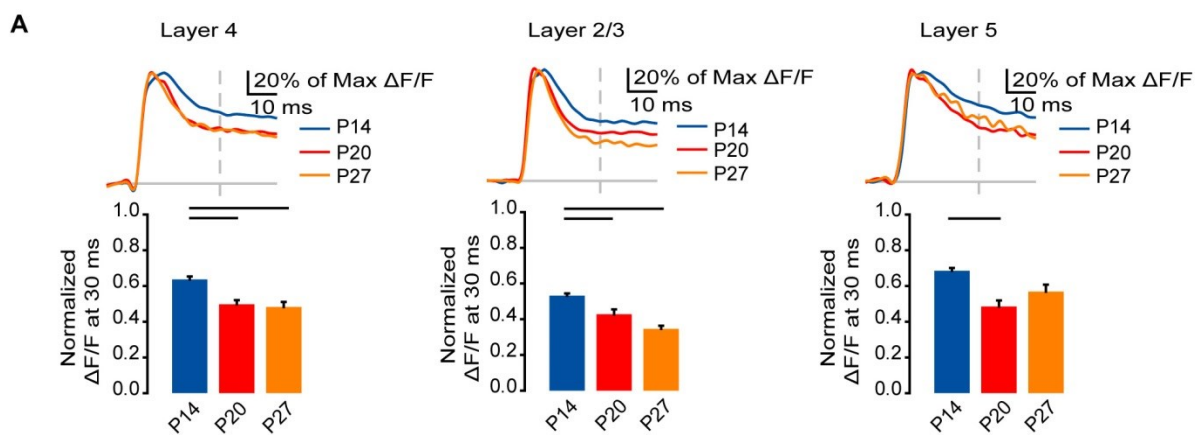 A
Layer 4
20% of Max ΔF/F
10 ms
P14
P20
P27
Normalized
ΔF/F at 30 ms
1.0
0.8
0.6
0.4
0.2
0.0
P14
P20
P27
Layer 2/3
20% of Max ΔF/F
10 ms
P14
P20
P27
Normalized
ΔF/F at 30 ms
1.0
0.8
0.6
0.4
0.2
0.0
P14
P20
P27
Layer 5
20% of Max ΔF/F
10 ms
P14
P20
P27
Normalized
ΔF/F at 30 ms
1.0
0.8
0.6
0.4
0.2
0.0
P14
P20
P27